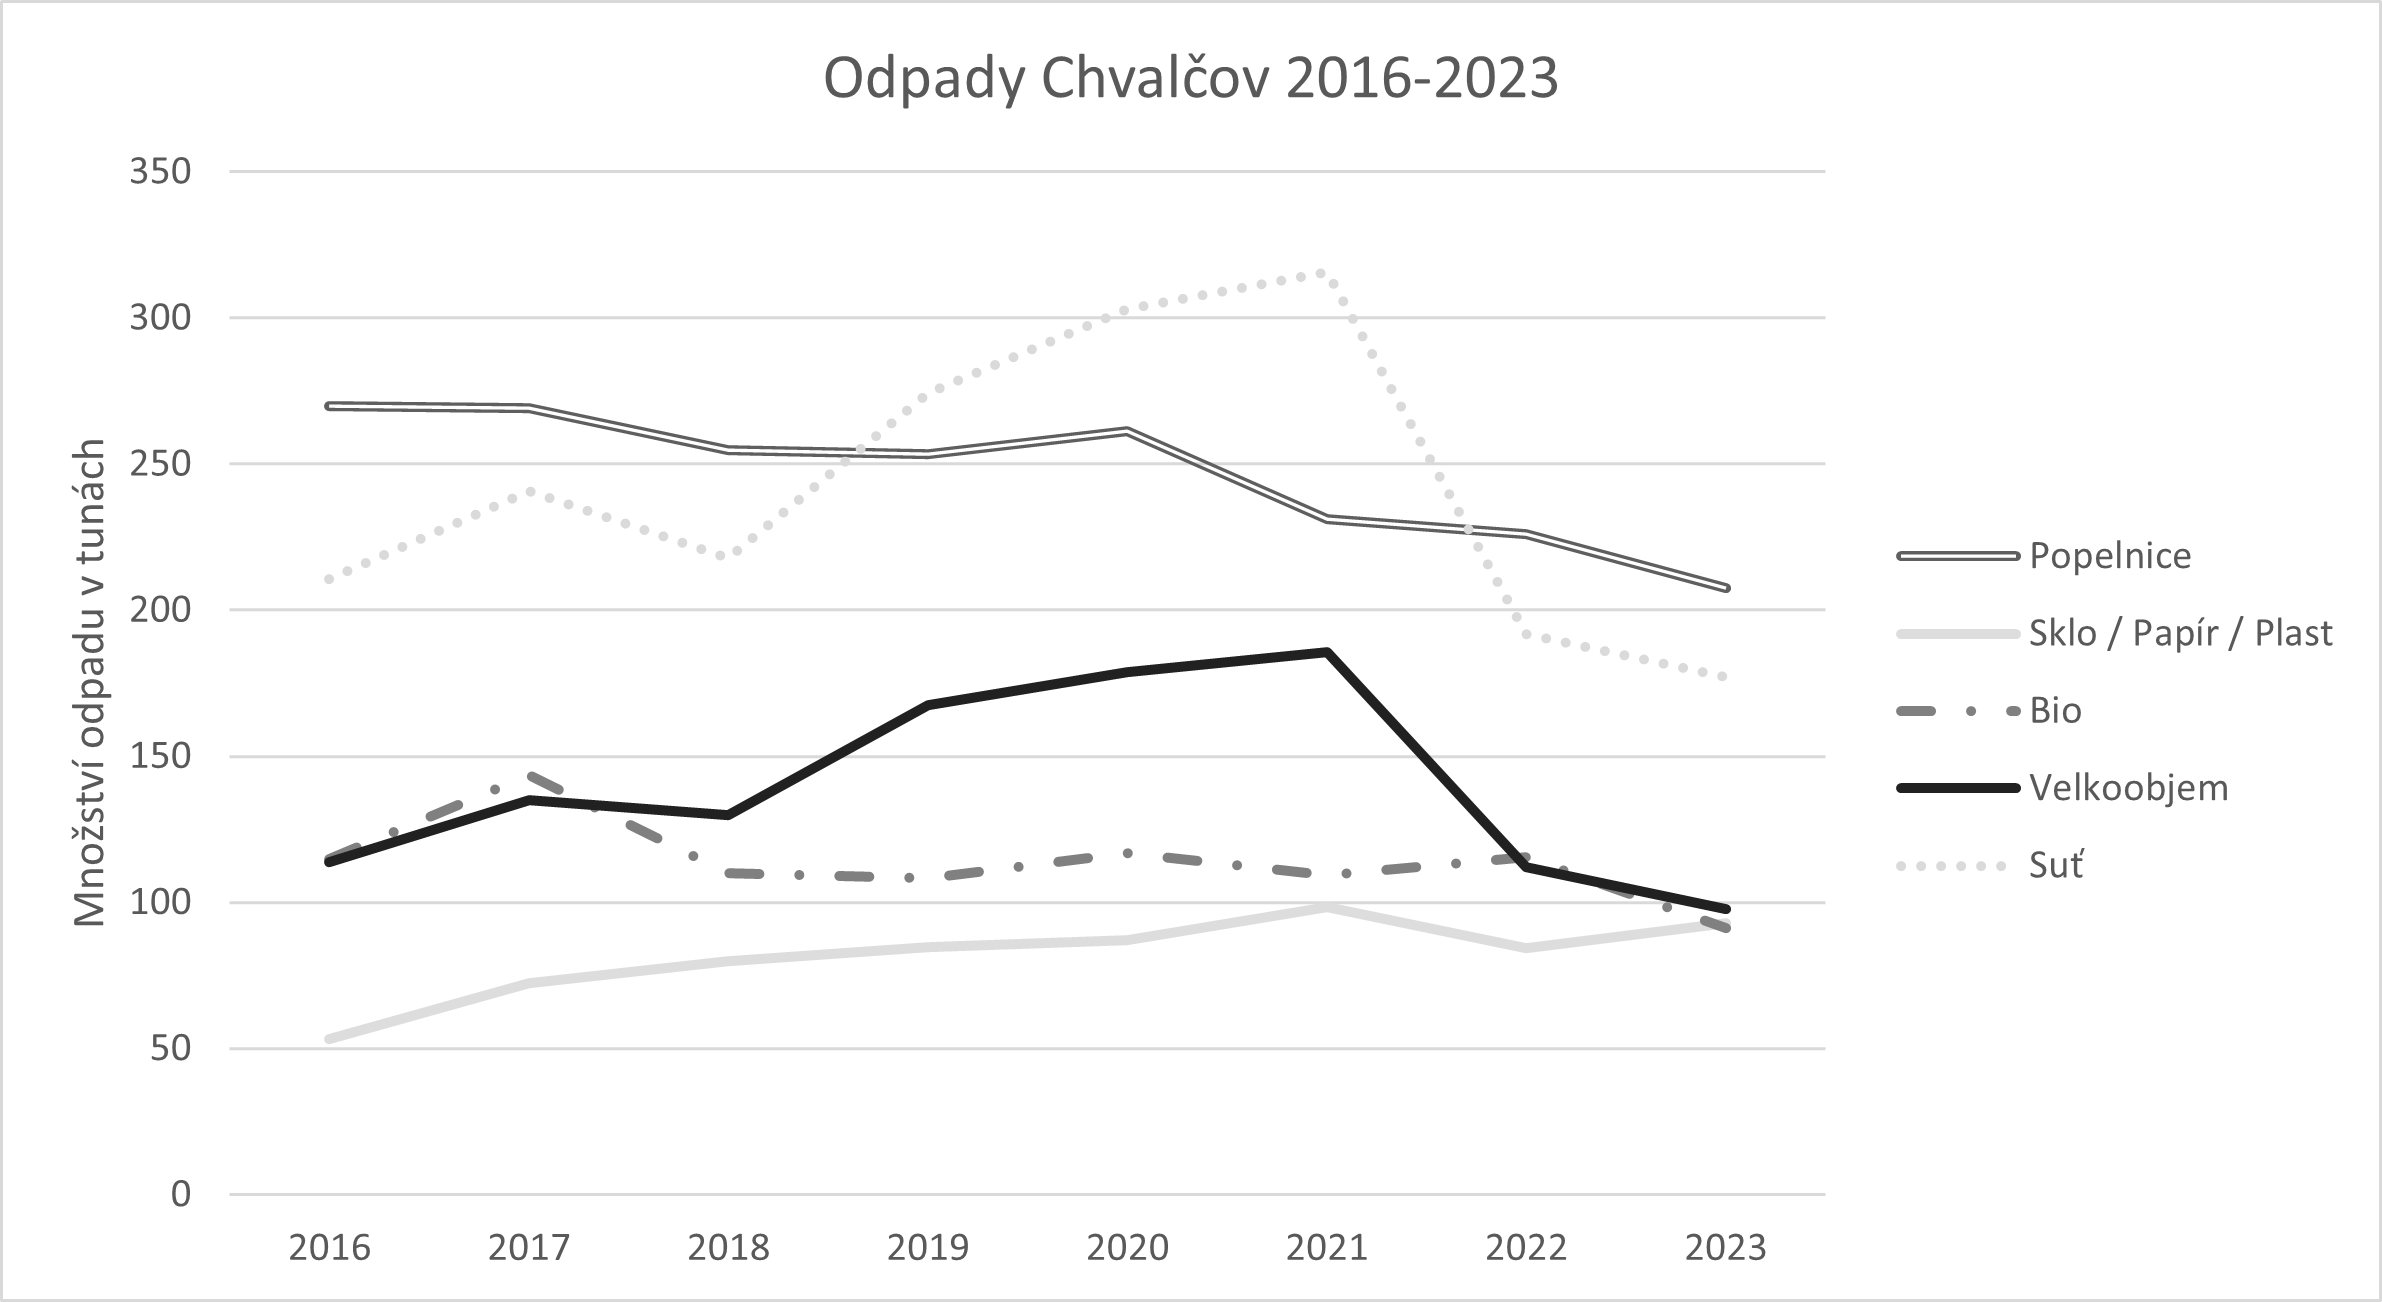 Odpady Chvalčov 2016-2023
Množství odpadu v tunách
350
300
250
200
150
100
50
0
2016 2017 2018 2019 2020 2021 2022 2023
Popelnice
Sklo / Papír / Plast
Bio
Velkoobjem
Suť